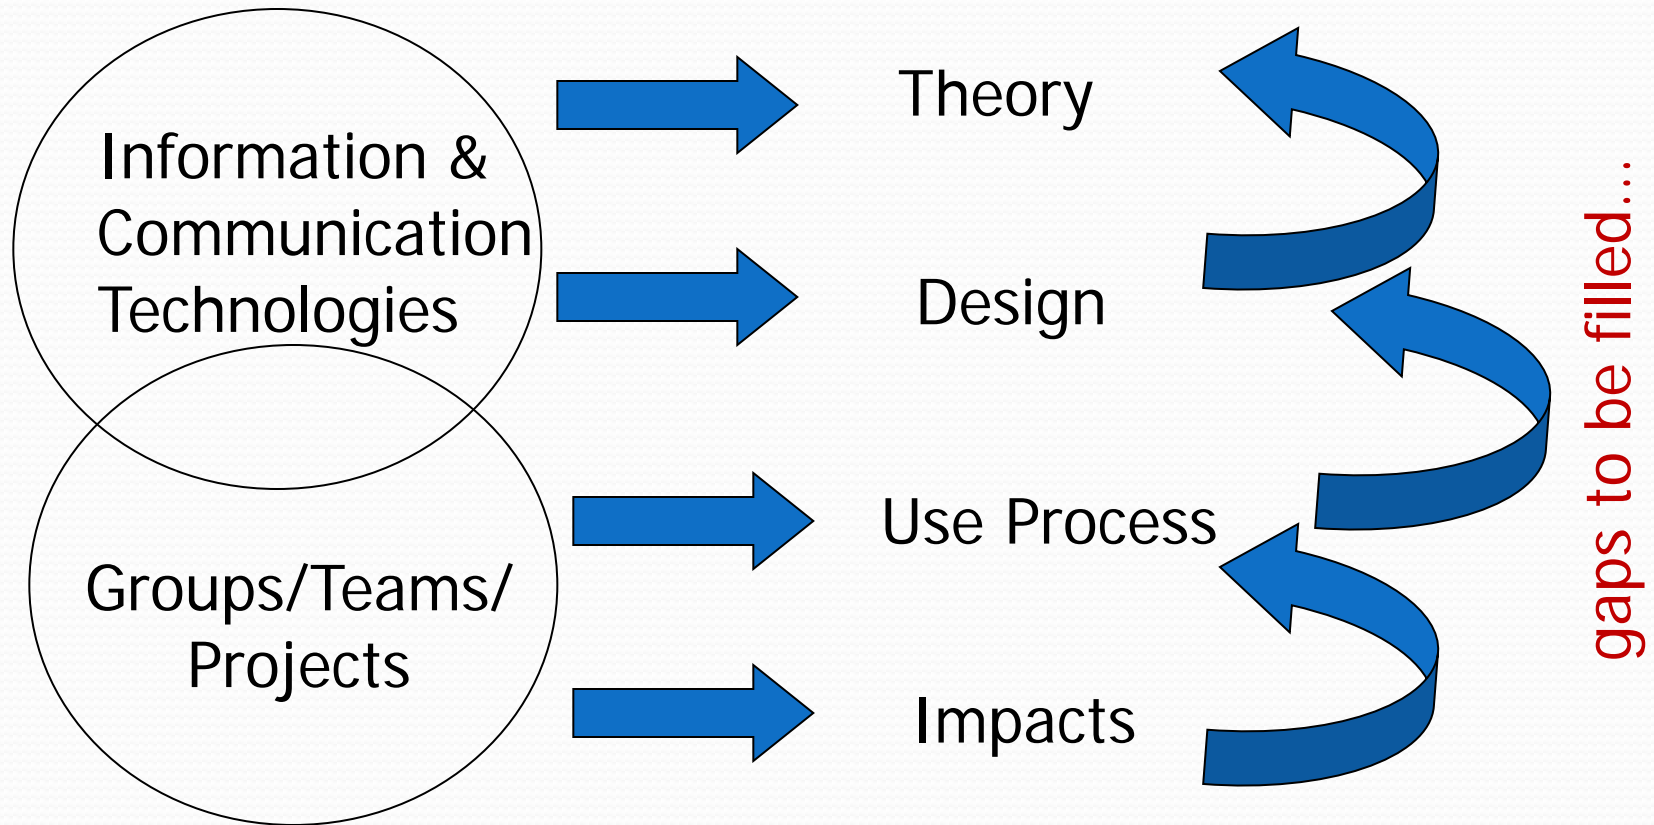 Information &
Communication
Technologies
Groups/Teams/
Projects
Theory
Design
Use Process
Impacts
gaps to be filled...